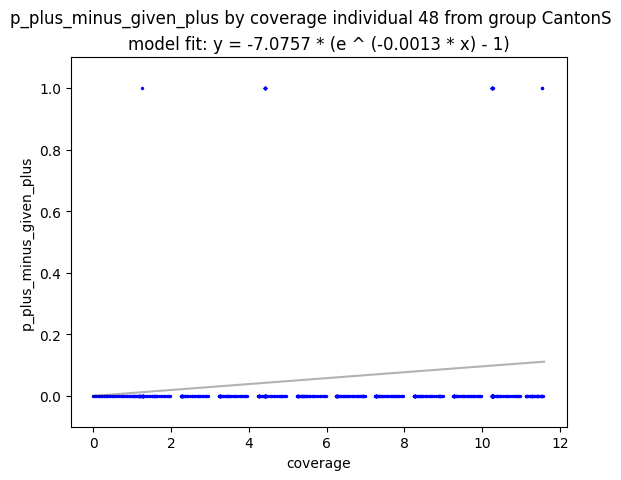 p_plus_minus_given_plus by coverage individual 48 from group CantonS
model fit: y = -7.0757 * (e ^ (-0.0013 * x) - 1)
1.0
0.8
0.6
0.4
0.2
0.0
p_plus_minus_given_plus
0 2 4 6 8 10 12
coverage